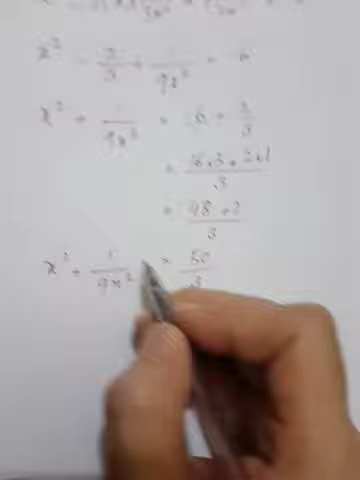 x² - 2/3 + 1/9x² = 16
x² + 1/9x² = 16 + 2/3
= 16.3 + 2.1/3
= 48 + 2/3
x² + 1/9x² = 50/3